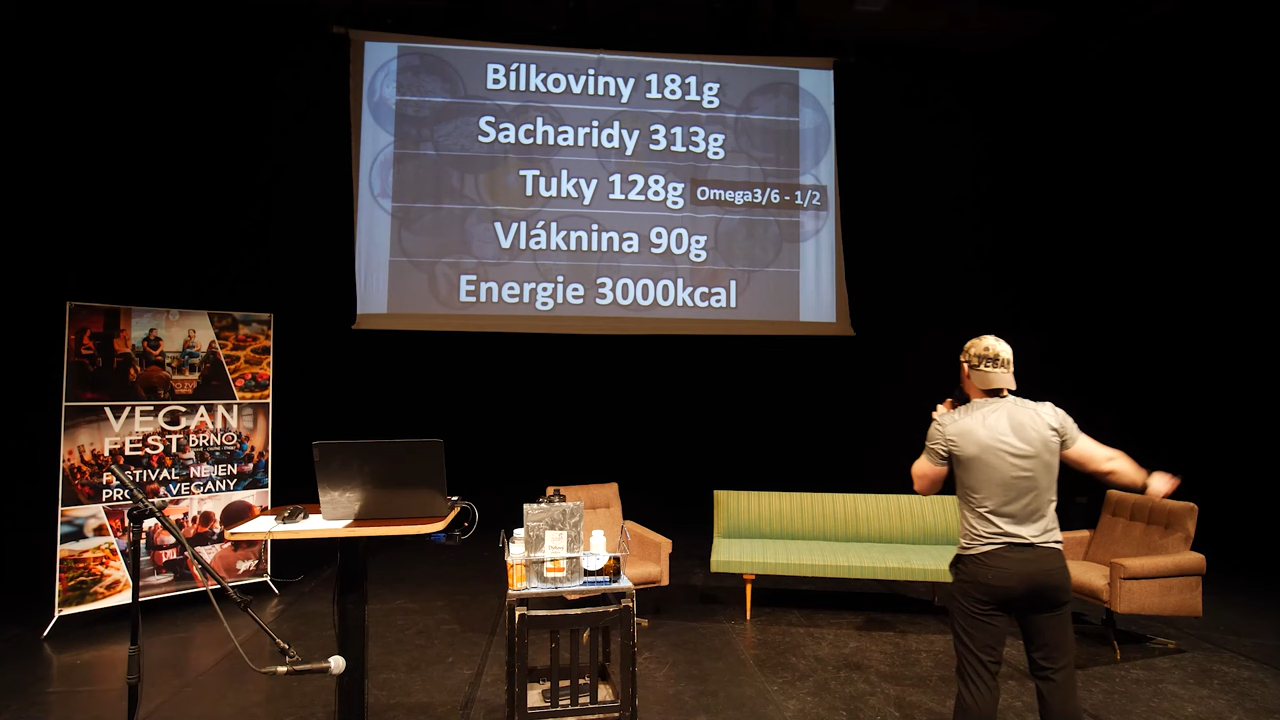 Bílkoviny 181g
Sacharidy 313g
Tuky 128g Omega3/6 - 1/2
Vláknina 90g
Energie 3000kcal
VEGAN
VEGAN
FEST BRNO
FESTIVAL NEJEN
PRO VEGANY